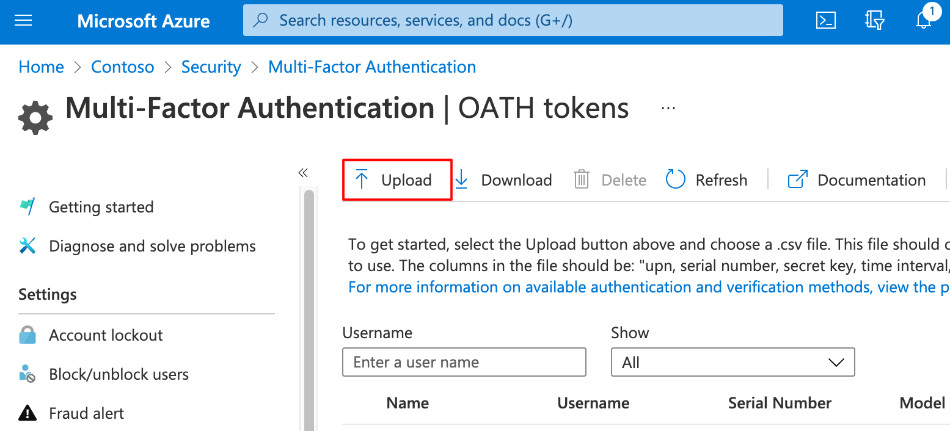 Microsoft Azure
Search resources, services, and docs (G+/)
1
Home > Contoso > Security > Multi-Factor Authentication
Multi-Factor Authentication | OATH tokens ...
«
Upload Download Delete Refresh Documentation
Getting started
Diagnose and solve problems
Settings
Account lockout
Block/unblock users
Fraud alert
To get started, select the Upload button above and choose a .csv file. This file should
to use. The columns in the file should be: "upn, serial number, secret key, time interval,
For more information on available authentication and verification methods, view the
Username Show
Enter a user name All
Name Username Serial Number Model